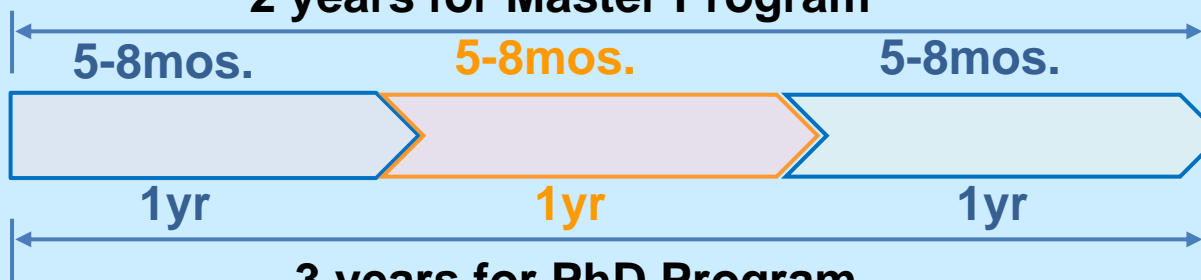 2 years for Master Program
5-8mos. 5-8mos. 5-8mos.
1yr 1yr 1yr
3 years for PhD Program